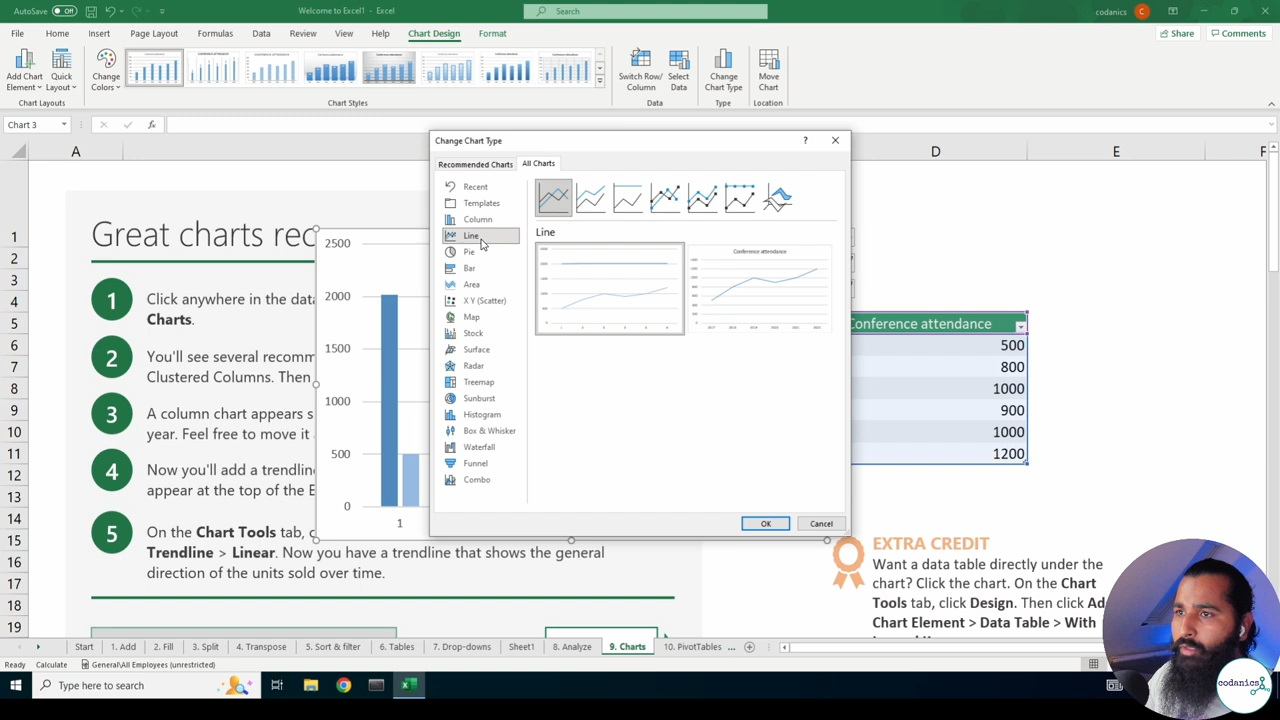 AutoSave Off
Welcome to Excel1 - Excel
Search
codanics
C
File Home Insert Page Layout Formulas Data Review View Help Chart Design Format
Share Comments
Add Chart Element
Quick Layout
Change Colors
Switch Row/ Column
Select Data
Change Chart Type
Move Chart
Chart Layouts
Chart Styles
Data
Type
Location
Chart 3
fx
A D E F
Change Chart Type
?
Recommended Charts All Charts
Recent
Templates
Column
Line
Pie
Bar
Area
X Y (Scatter)
Map
Stock
Surface
Radar
Treemap
Sunburst
Histogram
Box & Whisker
Waterfall
Funnel
Combo
Line
Conference attendance
OK Cancel
1
2
3
4
5
6
7
8
9
10
11
12
13
14
15
16
17
18
19
Great charts rec
1 Click anywhere in the data
Charts.
2 You'll see several recomm
Clustered Columns. Then
3 A column chart appears s
year. Feel free to move it
4 Now you'll add a trendline
appear at the top of the E
5 On the Chart Tools tab, c
Trendline > Linear. Now you have a trendline that shows the general
direction of the units sold over time.
2500
2000
1500
1000
500
0
1
Conference attendance
500
800
1000
900
1000
1200
EXTRA CREDIT
Want a data table directly under the
chart? Click the chart. On the Chart
Tools tab, click Design. Then click Ad
Chart Element > Data Table > With
Start 1. Add 2. Fill 3. Split 4. Transpose 5. Sort & filter 6. Tables 7. Drop-downs Sheet1 8. Analyze 9. Charts 10. PivotTables ...
Ready Calculate General\All Employees (unrestricted)
Type here to search
codanics